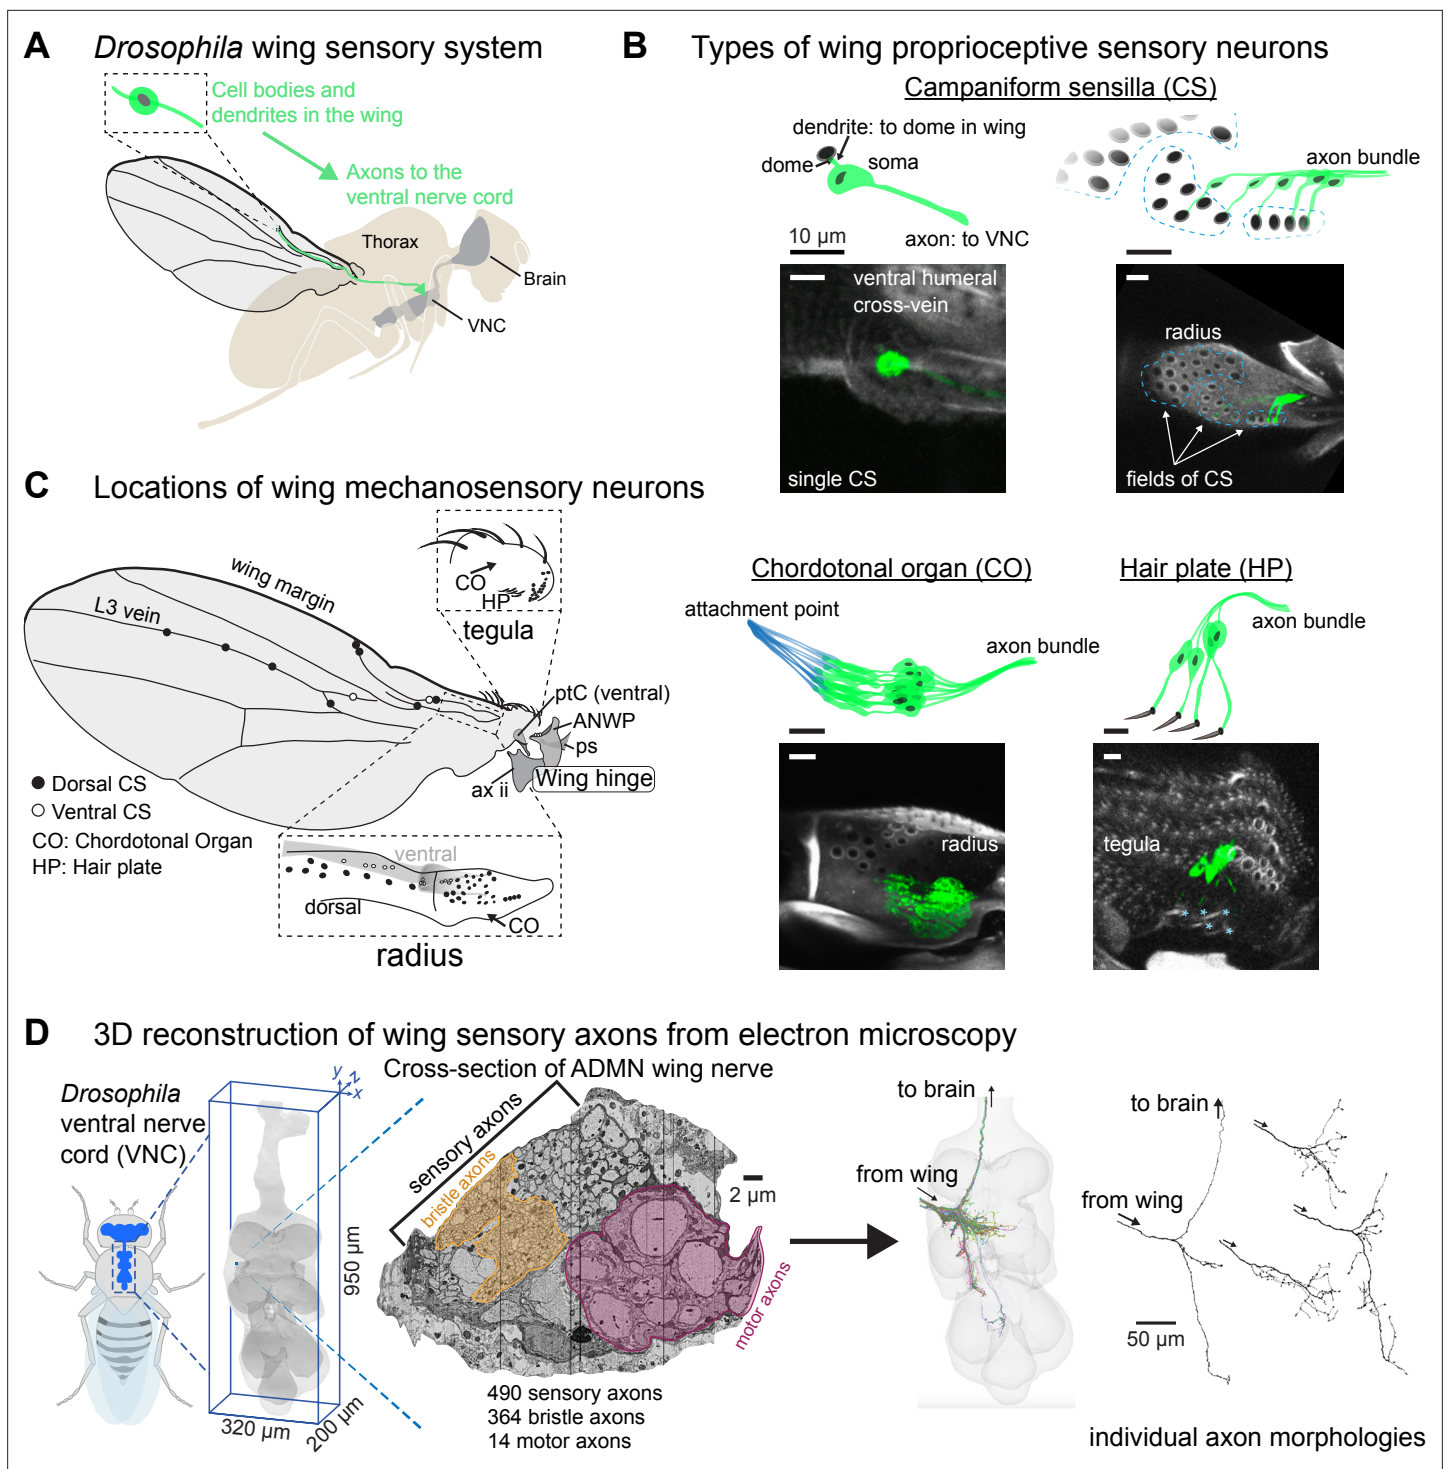 A Drosophila wing sensory system
Cell bodies and
dendrites in the wing
Axons to the
ventral nerve cord
Thorax
Brain
VNC
B Types of wing proprioceptive sensory neurons
Campaniform sensilla (CS)
dendrite: to dome in wing
dome
soma
axon bundle
10 µm
axon: to VNC
ventral humeral
cross-vein
single CS
radius
fields of CS
C Locations of wing mechanosensory neurons
wing margin
L3 vein
CO
HP
tegula
ptC (ventral)
ANWP
ps
ax ii
Wing hinge
Dorsal CS
Ventral CS
CO: Chordotonal Organ
HP: Hair plate
ventral
dorsal
CO
radius
Chordotonal organ (CO)
attachment point
axon bundle
radius
Hair plate (HP)
axon bundle
tegula
* * *
* *
D 3D reconstruction of wing sensory axons from electron microscopy
Drosophila
ventral nerve
cord (VNC)
y
z
x
950 µm
320 µm
200 µm
Cross-section of ADMN wing nerve
sensory axons
bristle axons
2 µm
motor axons
490 sensory axons
364 bristle axons
14 motor axons
to brain
from wing
to brain
from wing
50 µm
individual axon morphologies